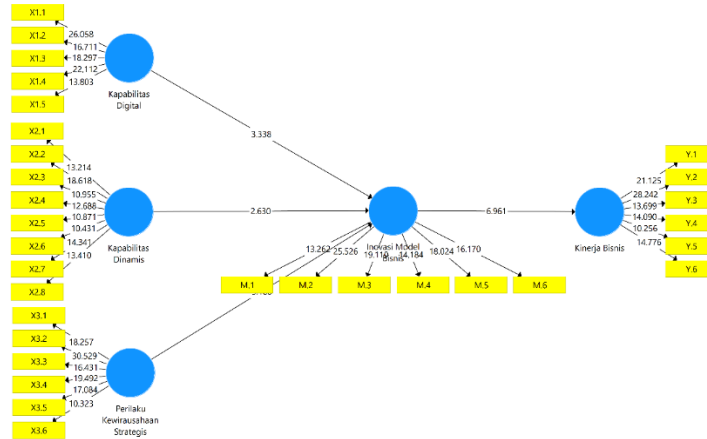 X1.1
X1.2
X1.3
X1.4
X1.5
26.058
16.711
18.297
22.112
13.803
Kapabilitas
Digital
3.338
X2.1
X2.2
X2.3
X2.4
X2.5
X2.6
X2.7
X2.8
13.214
18.618
10.955
12.688
10.871
10.431
14.341
13.410
Kapabilitas
Dinamis
2.630
X3.1
X3.2
X3.3
X3.4
X3.5
X3.6
18.257
30.529
16.431
19.492
17.084
10.323
Perilaku
Kewirausahaan
Strategis
Inovasi Model
Bisnis
13.262
25.526
19.110
14.184
18.024
16.170
M.1
M.2
M.3
M.4
M.5
M.6
6.961
Kinerja Bisnis
21.125
28.242
13.699
14.090
10.256
14.776
Y.1
Y.2
Y.3
Y.4
Y.5
Y.6